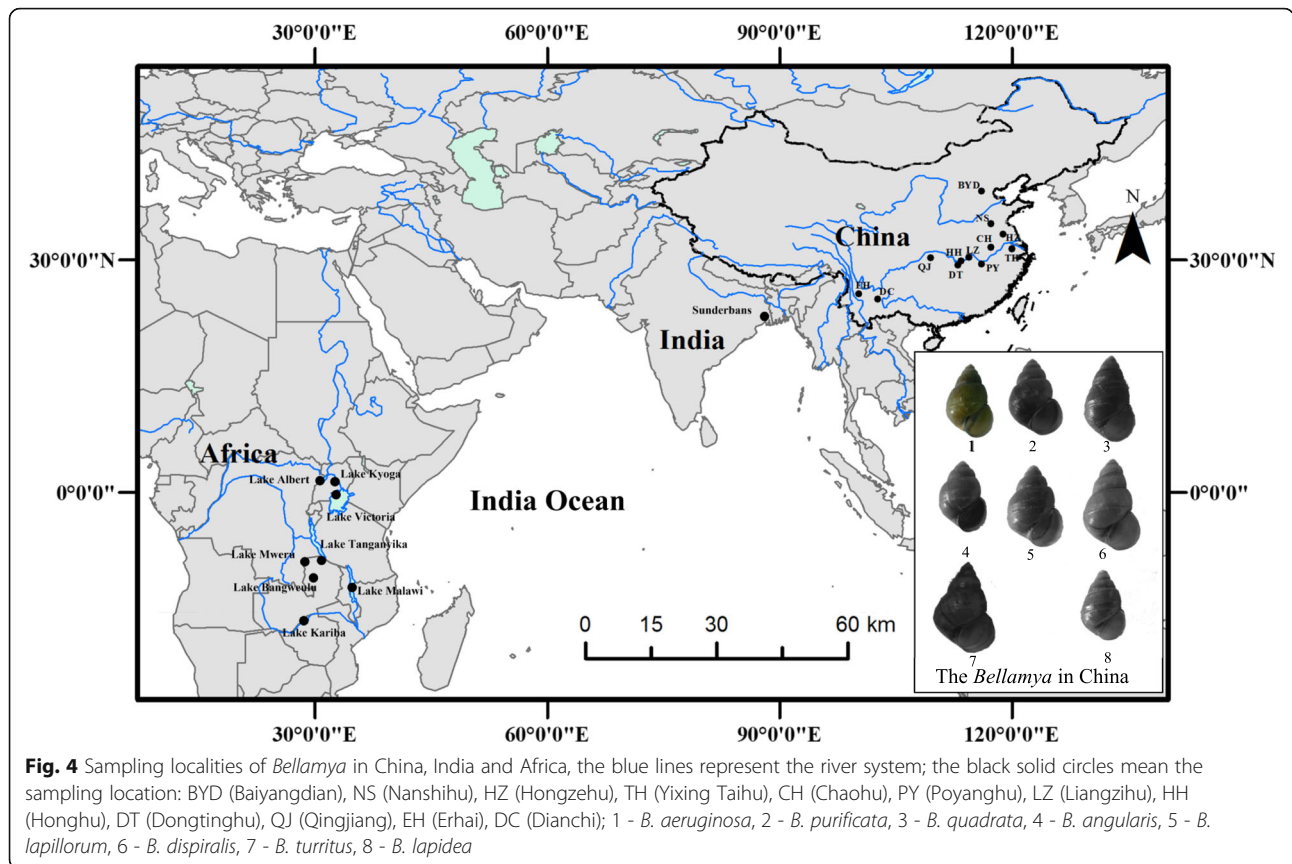 30°0'0"E 60°0'0"E 90°0'0"E 120°0'0"E
30°0'0"N
0°0'0"
30°0'0"N
0°0'0"
N
BYD
NS
HZ
China
CH
HH
LZ
TH
QJ
DT
PY
EH
DC
Sunderbans
India
Africa
Lake Albert
Lake Kyoga
India Ocean
Lake Victoria
Lake Tanganyika
Lake Mweru
Lake Bangweulu
Lake Malawi
Lake Kariba
0 15 30 60 km
1 2 3
4 5 6
7 8
The Bellamya in China
30°0'0"E 60°0'0"E 90°0'0"E 120°0'0"E
Fig. 4 Sampling localities of Bellamya in China, India and Africa, the blue lines represent the river system; the black solid circles mean the
sampling location: BYD (Baiyangdian), NS (Nanshihu), HZ (Hongzehu), TH (Yixing Taihu), CH (Chaohu), PY (Poyanghu), LZ (Liangzihu), HH
(Honghu), DT (Dongtinghu), QJ (Qingjiang), EH (Erhai), DC (Dianchi); 1 - B. aeruginosa, 2 - B. purificata, 3 - B. quadrata, 4 - B. angularis, 5 - B.
lapillorum, 6 - B. dispiralis, 7 - B. turritus, 8 - B. lapidea